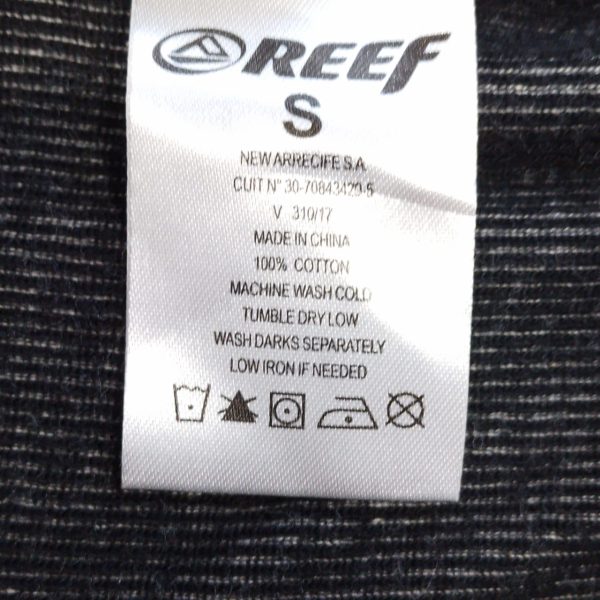 REEF
S
NEW ARRECIFE S.A.
CUIT N° 30-70843429-5
V 310/17
MADE IN CHINA
100% COTTON
MACHINE WASH COLD
TUMBLE DRY LOW
WASH DARKS SEPARATELY
LOW IRON IF NEEDED